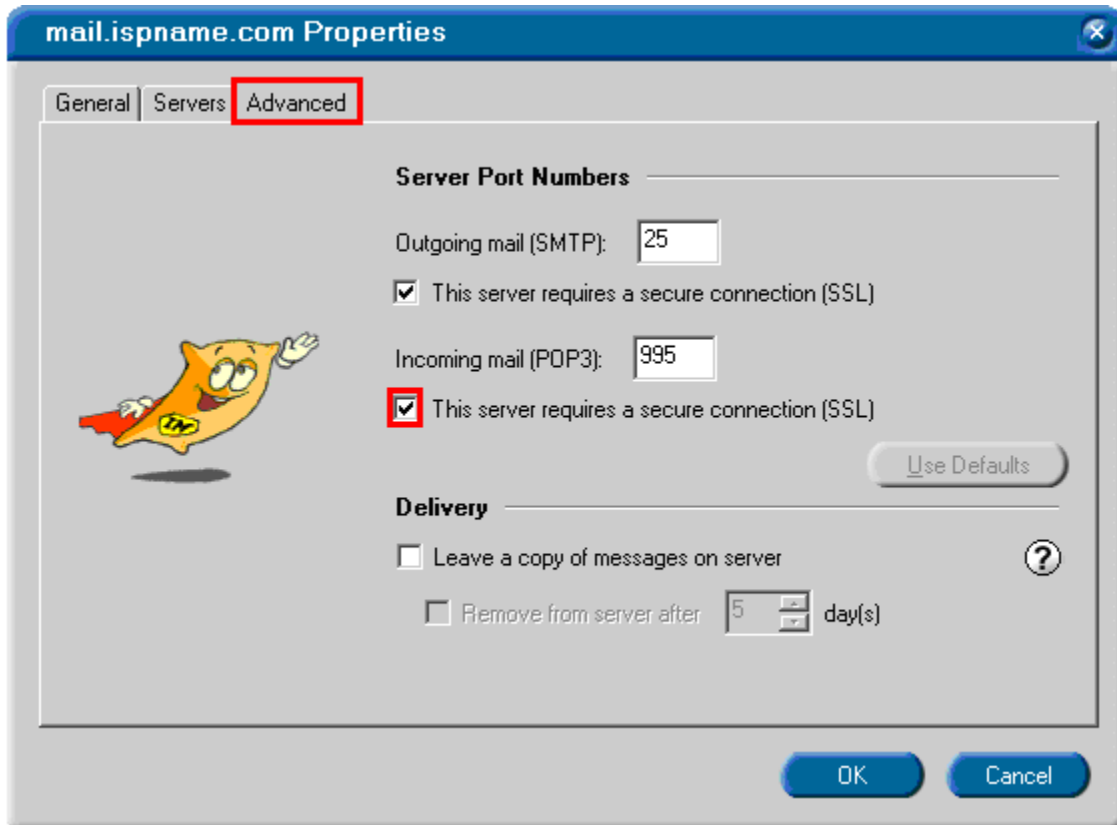 mail.ispname.com Properties
General Servers Advanced
Server Port Numbers
Outgoing mail (SMTP): 25
This server requires a secure connection (SSL)
Incoming mail (POP3): 995
This server requires a secure connection (SSL)
Use Defaults
Delivery
Leave a copy of messages on server
?
Remove from server after 5 day(s)
IN
OK Cancel